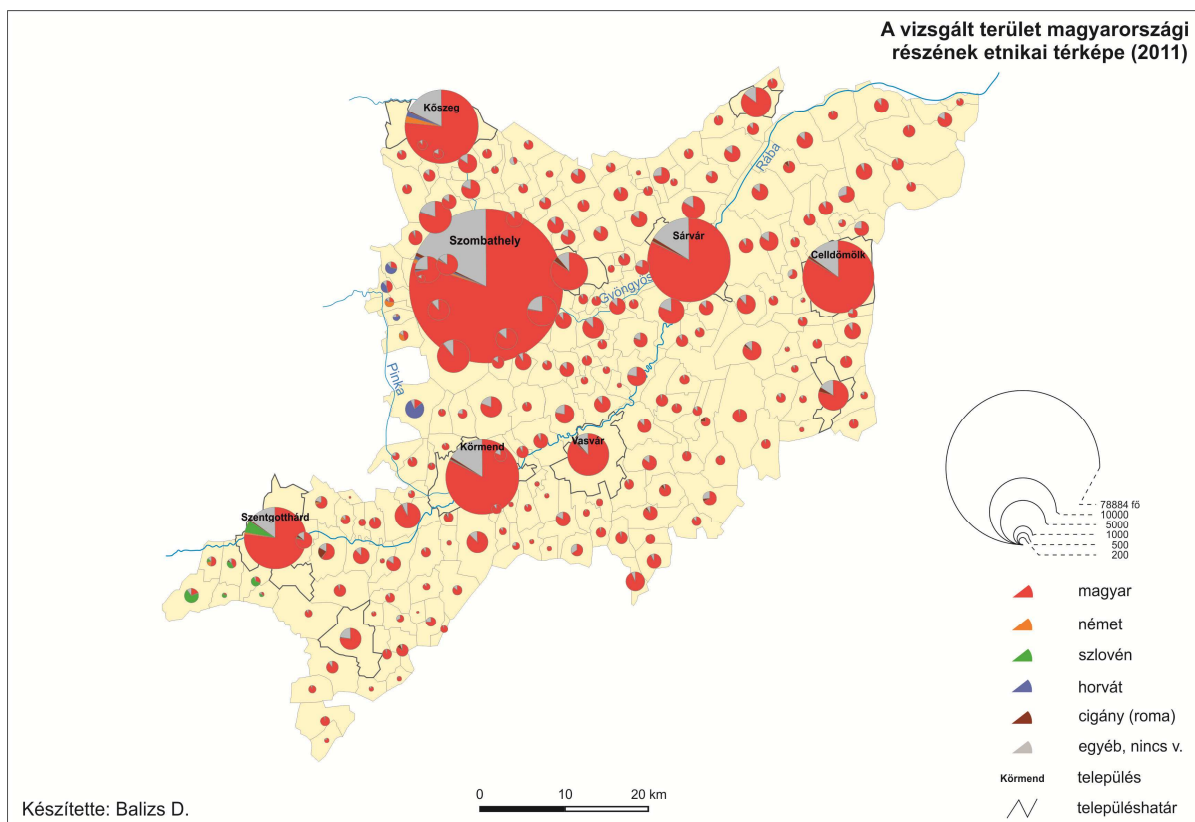 A vizsgált terület magyarországi
részének etnikai térképe (2011)
Kőszeg
Rába
Szombathely
Sárvár
Celldömölk
Gyöngyös
Pinka
Körmend
Vasvár
Szentgotthárd
78884 fő
10000
5000
1000
500
200
magyar
német
szlovén
horvát
cigány (roma)
egyéb, nincs v.
Körmend település
településhatár
0 10 20 km
Készítette: Balizs D.